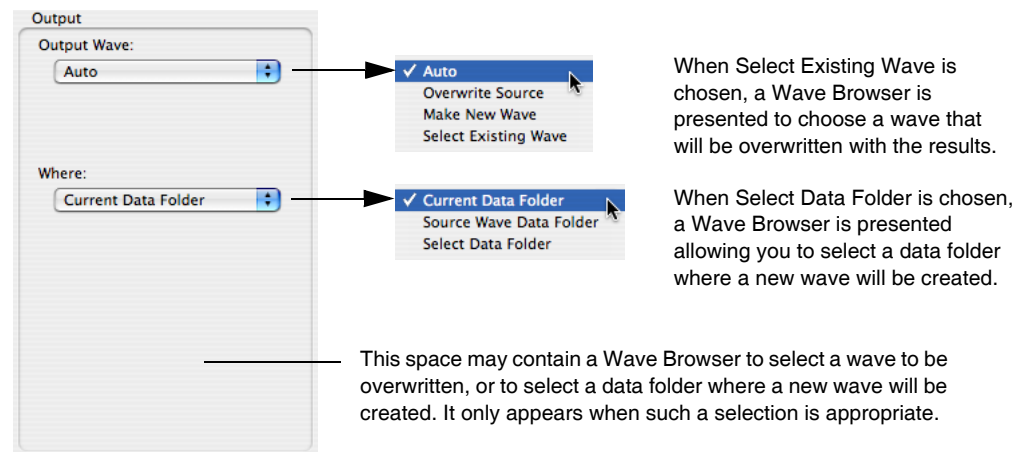 Output
Output Wave:
Auto
✓ Auto
Overwrite Source
Make New Wave
Select Existing Wave
When Select Existing Wave is
chosen, a Wave Browser is
presented to choose a wave that
will be overwritten with the results.
Where:
Current Data Folder
✓ Current Data Folder
Source Wave Data Folder
Select Data Folder
When Select Data Folder is chosen,
a Wave Browser is presented
allowing you to select a data folder
where a new wave will be created.
This space may contain a Wave Browser to select a wave to be
overwritten, or to select a data folder where a new wave will be
created. It only appears when such a selection is appropriate.